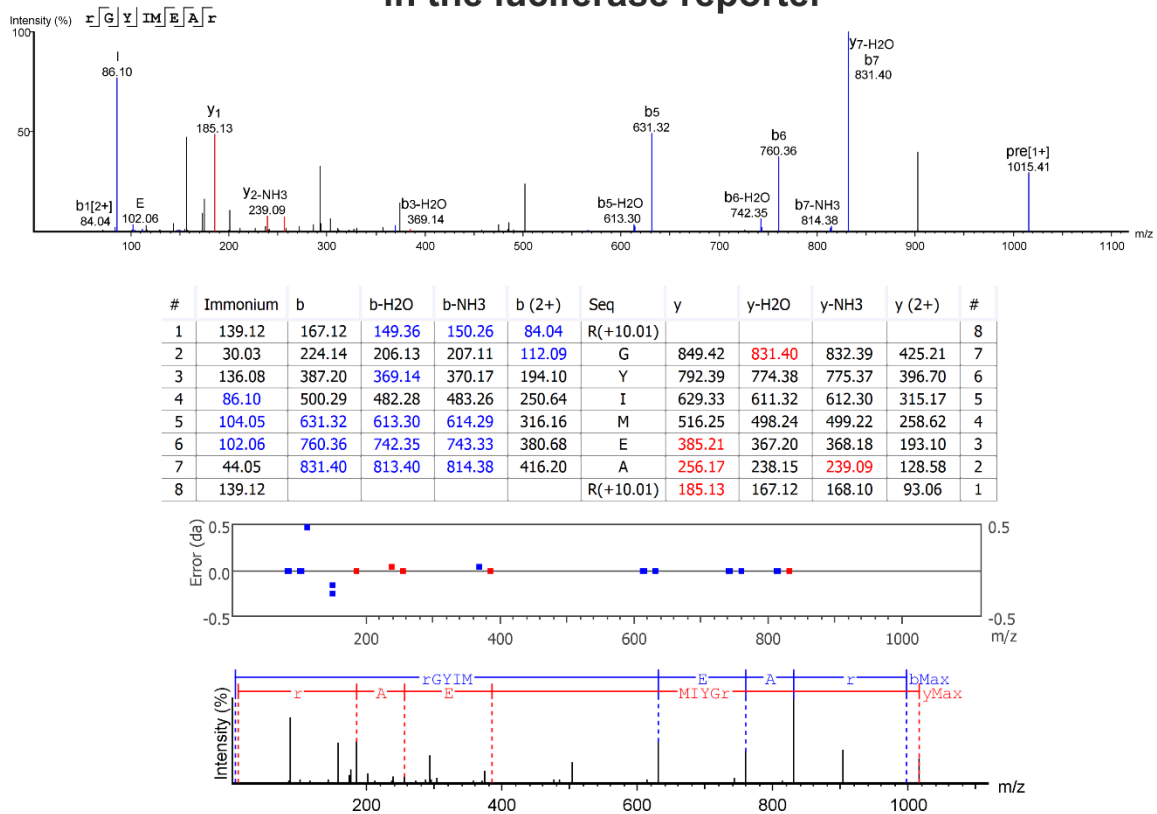 in the luciferase reporter
Intensity (%) r G Y I M E A r
100
50
I
86.10
y1
185.13
b1[2+]
84.04
E
102.06
y2-NH3
239.09
b3-H2O
369.14
b5-H2O
613.30
b5
631.32
b6
760.36
b6-H2O
742.35
b7-NH3
814.38
y7-H2O
b7
831.40
pre[1+]
1015.41
100 200 300 400 500 600 700 800 900 1000 1100 m/z
# Immonium b b-H2O b-NH3 b (2+) Seq y y-H2O y-NH3 y (2+) #
1 139.12 167.12 149.36 150.26 84.04 R(+10.01) 8
2 30.03 224.14 206.13 207.11 112.09 G 849.42 831.40 832.39 425.21 7
3 136.08 387.20 369.14 370.17 194.10 Y 792.39 774.38 775.37 396.70 6
4 86.10 500.29 482.28 483.26 250.64 I 629.33 611.32 612.30 315.17 5
5 104.05 631.32 613.30 614.29 316.16 M 516.25 498.24 499.22 258.62 4
6 102.06 760.36 742.35 743.33 380.68 E 385.21 367.20 368.18 193.10 3
7 44.05 831.40 813.40 814.38 416.20 A 256.17 238.15 239.09 128.58 2
8 139.12 R(+10.01) 185.13 167.12 168.10 93.06 1
Error (da)
0.5 0.5
0.0
-0.5 -0.5
200 400 600 800 1000 m/z
rGYIM E A r bMax
r A E MIYGr yMax
Intensity (%)
200 400 600 800 1000 m/z